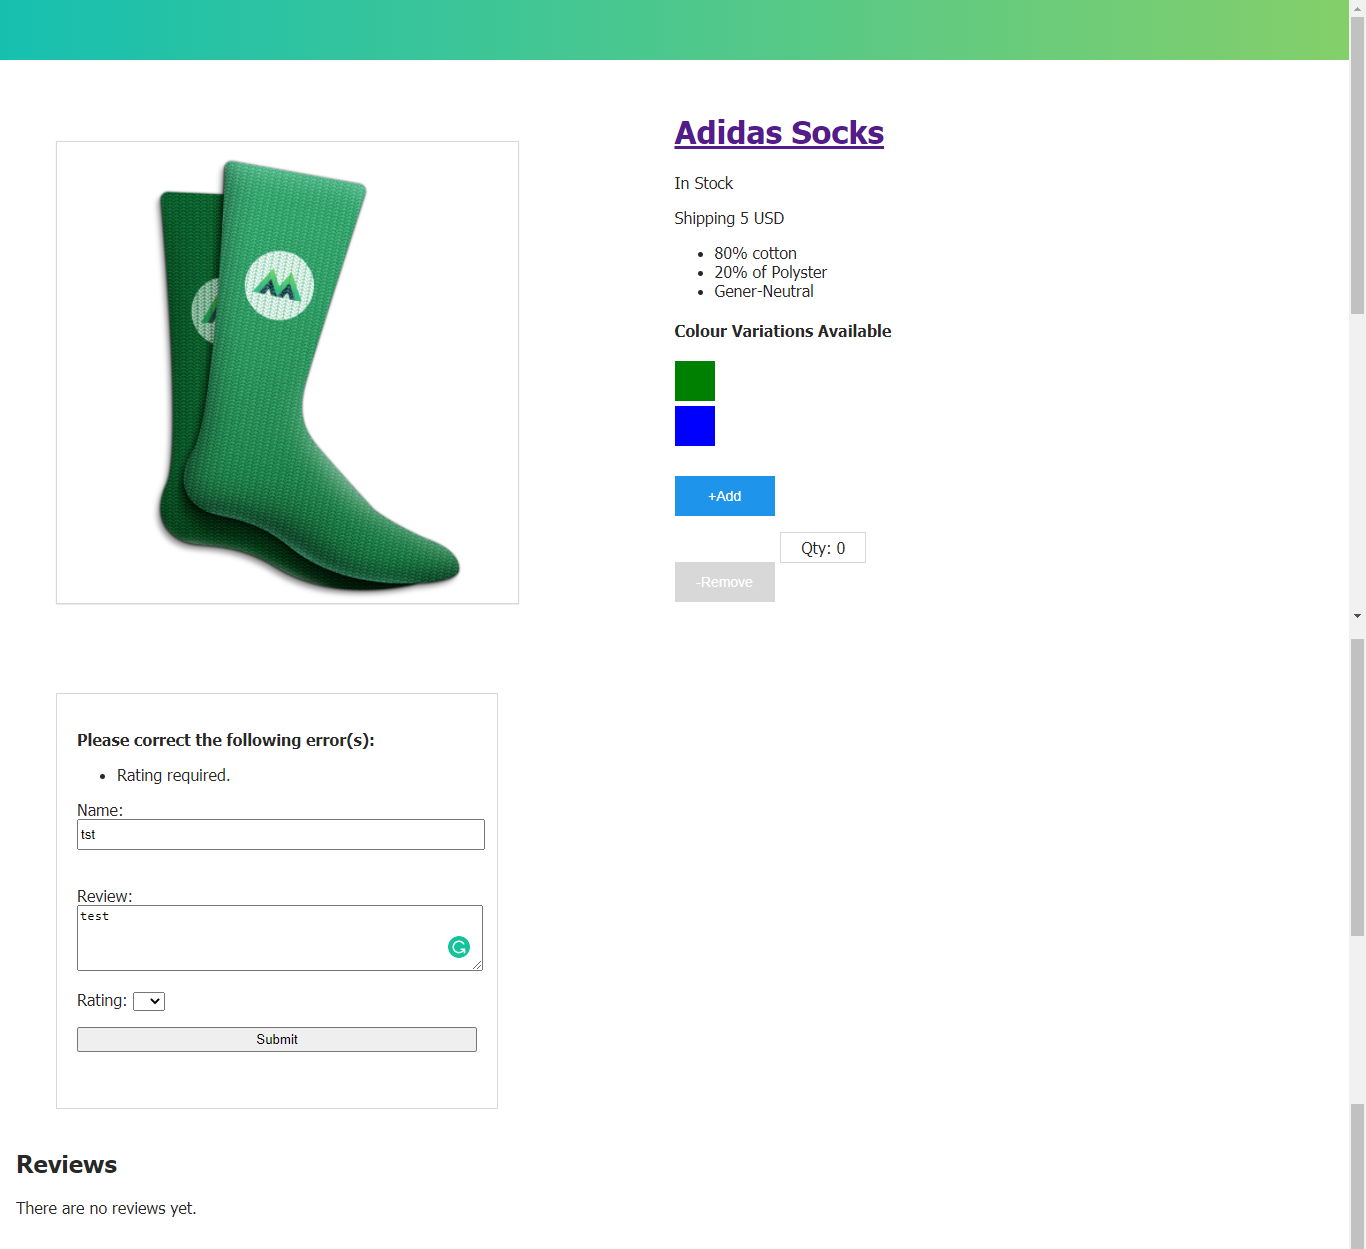 Adidas Socks
In Stock
Shipping 5 USD
80% cotton
20% of Polyster
Gener-Neutral
Colour Variations Available
+Add
Qty: 0
-Remove
Please correct the following error(s):
Rating required.
Name:
tst
Review:
test
Rating:
Submit
Reviews
There are no reviews yet.